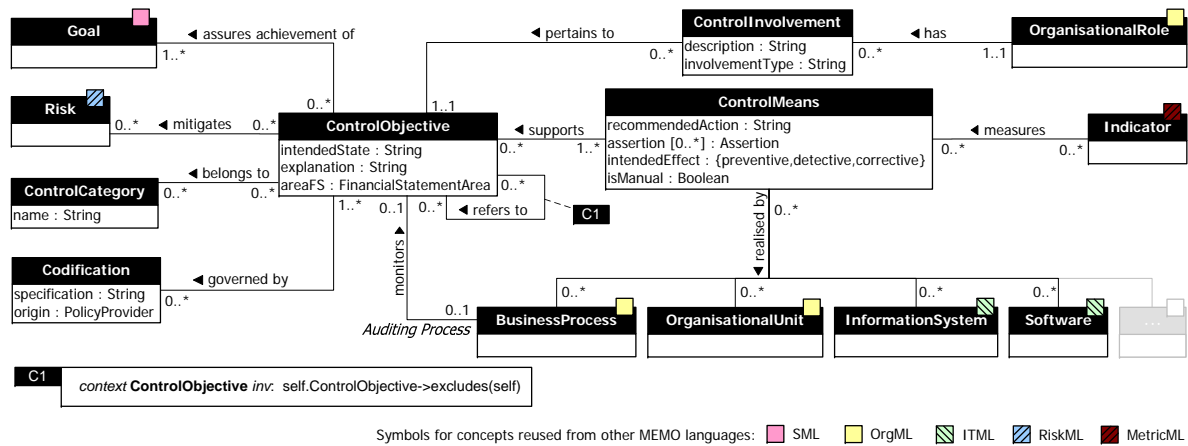 Goal
◄ assures achievement of
1..*
0..*
ControlInvolvement
description : String
involvementType : String
◄ pertains to
0..*
1..1
◄ has
0..*
1..1
OrganisationalRole
Risk
0..*
◄ mitigates
0..*
ControlObjective
intendedState : String
explanation : String
areaFS : FinancialStatementArea
◄ supports
0..*
1..*
ControlMeans
recommendedAction : String
assertion [0..*] : Assertion
intendedEffect : {preventive,detective,corrective}
isManual : Boolean
◄ measures
0..*
0..*
Indicator
ControlCategory
name : String
◄ belongs to
0..*
0..*
0..*
◄ refers to
0..*
C1
Codification
specification : String
origin : PolicyProvider
◄ governed by
0..*
1..*
0..1
monitors ►
0..1
Auditing Process
◄ realised by
0..*
0..*
0..*
0..*
0..*
BusinessProcess
OrganisationalUnit
InformationSystem
Software
...
C1
context ControlObjective inv: self.ControlObjective->excludes(self)
Symbols for concepts reused from other MEMO languages: SML OrgML ITML RiskML MetricML